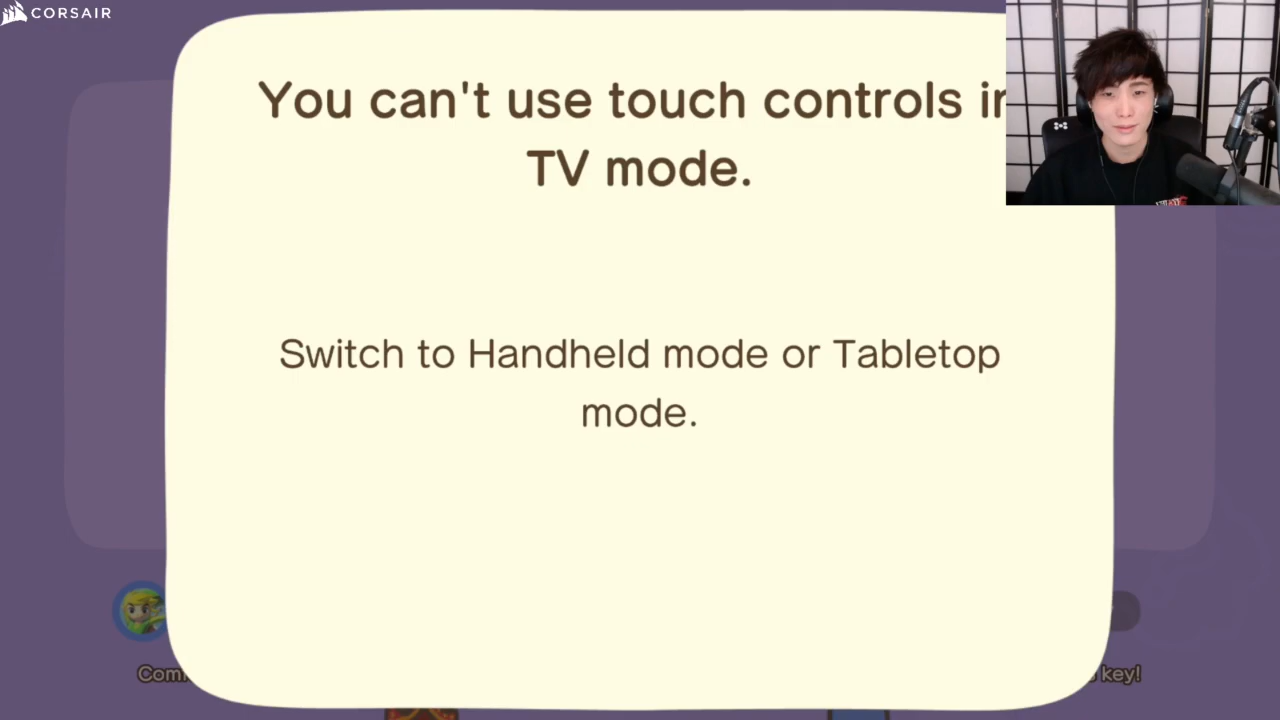 CORSAIR
You can't use touch controls in
TV mode.
Switch to Handheld mode or Tabletop
mode.
key!